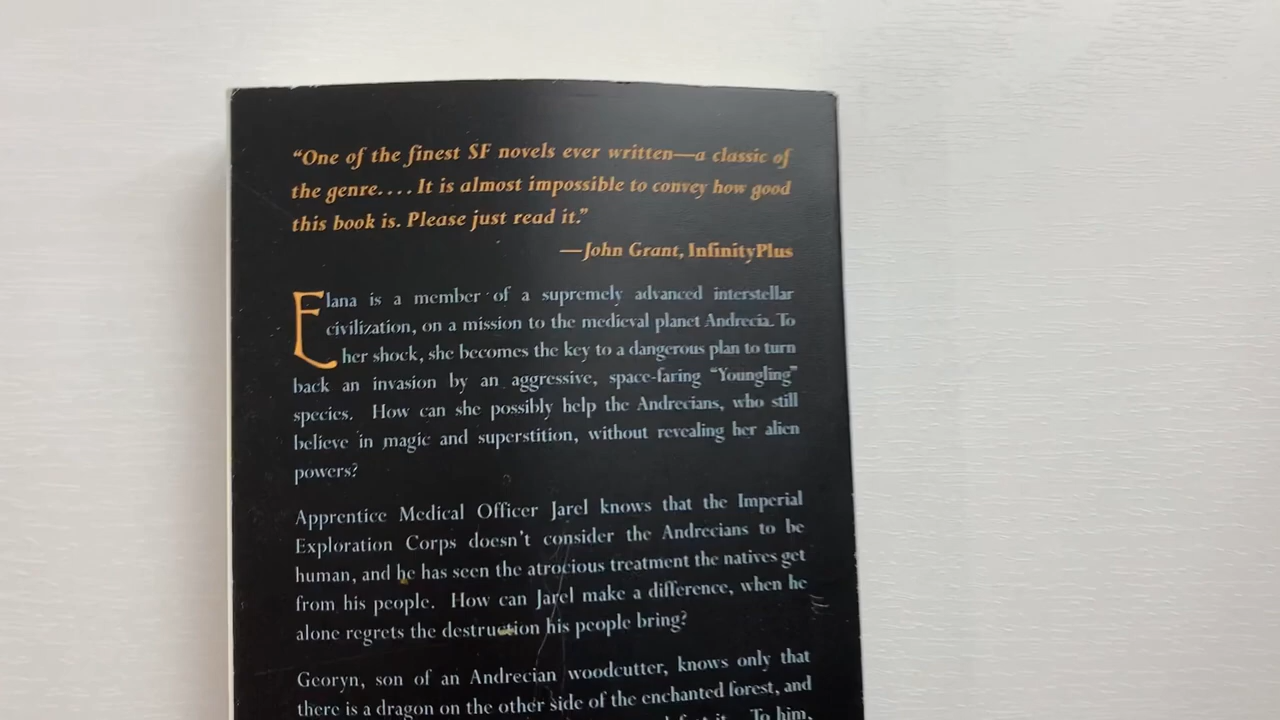 “One of the finest SF novels ever written—a classic of
the genre.... It is almost impossible to convey how good
this book is. Please just read it.”
—John Grant, InfinityPlus
Elana is a member of a supremely advanced interstellar
civilization, on a mission to the medieval planet Andrecia. To
her shock, she becomes the key to a dangerous plan to turn
back an invasion by an aggressive, space-faring “Youngling”
species. How can she possibly help the Andrecians, who still
believe in magic and superstition, without revealing her alien
powers?
Apprentice Medical Officer Jarel knows that the Imperial
Exploration Corps doesn't consider the Andrecians to be
human, and he has seen the atrocious treatment the natives get
from his people. How can Jarel make a difference, when he
alone regrets the destruction his people bring?
Georyn, son of an Andrecian woodcutter, knows only that
there is a dragon on the other side of the enchanted forest, and
To him,